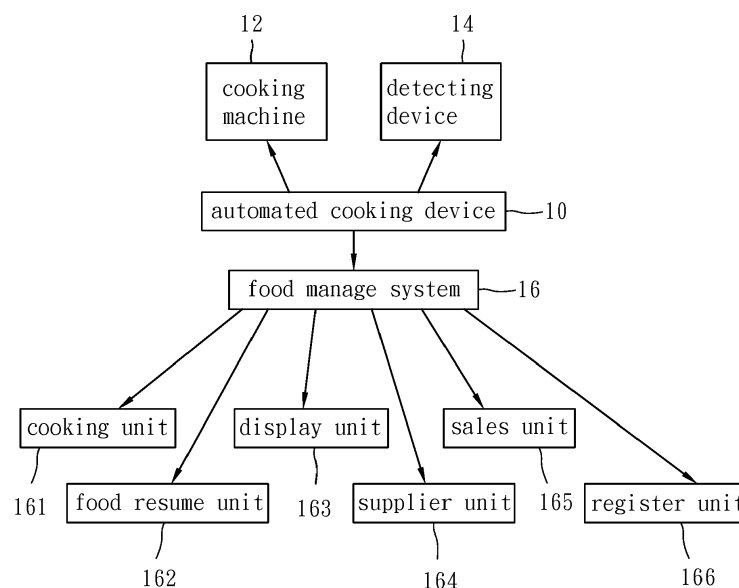 12
14
cooking
machine
detecting
device
automated cooking device
10
food manage system
16
cooking unit
display unit
sales unit
161
163
165
food resume unit
supplier unit
register unit
162
164
166